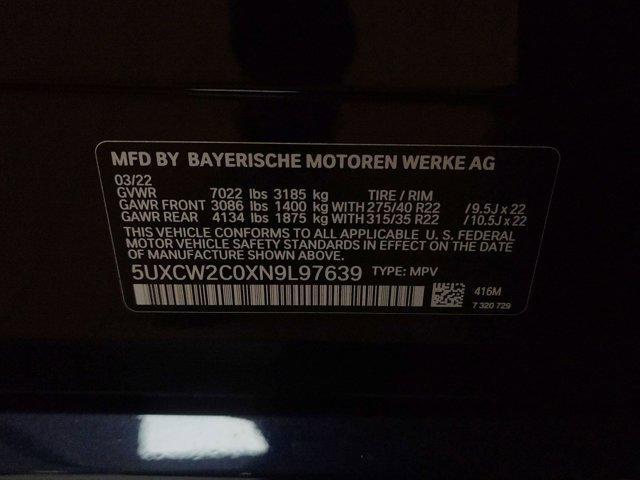 MFD BY BAYERISCHE MOTOREN WERKE AG
03/22
GVWR 7022 lbs 3185 kg TIRE / RIM
GAWR FRONT 3086 lbs 1400 kg WITH 275/40 R22 / 9.5J x 22
GAWR REAR 4134 lbs 1875 kg WITH 315/35 R22 / 10.5J x 22
THIS VEHICLE CONFORMS TO ALL APPLICABLE U. S. FEDERAL
MOTOR VEHICLE SAFETY STANDARDS IN EFFECT ON THE DATE
OF MANUFACTURE SHOWN ABOVE.
5UXCW2C0XN9L97639 TYPE: MPV
416M
7 320 729